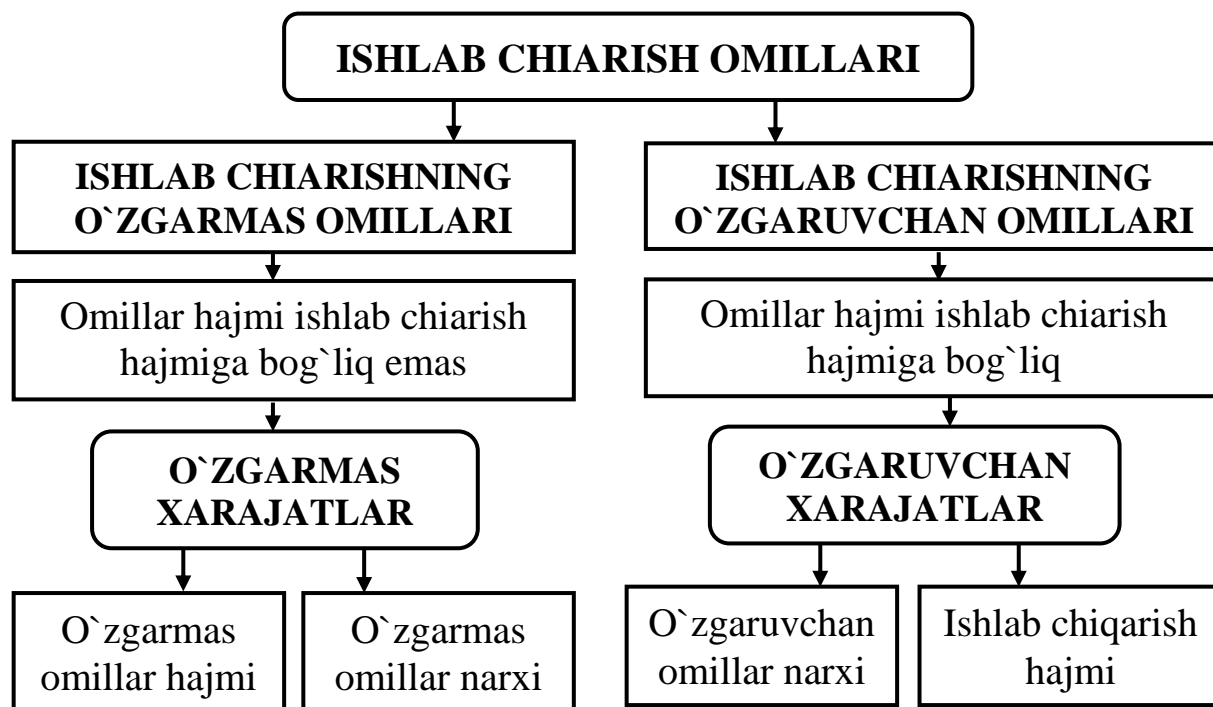 ISHLAB CHIARISH OMILLARI
ISHLAB CHIARISHNING
O`ZGARMAS OMILLARI
ISHLAB CHIARISHNING
O`ZGARUVCHAN OMILLARI
Omillar hajmi ishlab chiarish
hajmiga bog`liq emas
Omillar hajmi ishlab chiarish
hajmiga bog`liq
O`ZGARMAS
XARAJATLAR
O`ZGARUVCHAN
XARAJATLAR
O`zgarmas
omillar hajmi
O`zgarmas
omillar narxi
O`zgaruvchan
omillar narxi
Ishlab chiqarish
hajmi